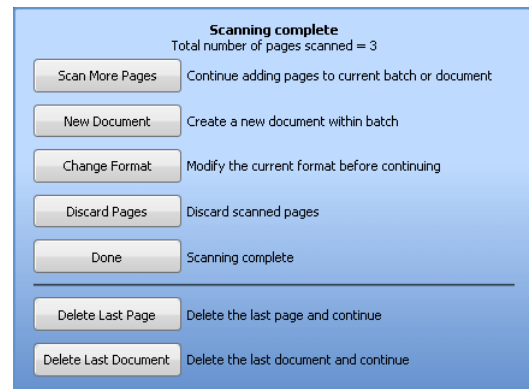 Scanning complete
Total number of pages scanned = 3
Scan More Pages Continue adding pages to current batch or document
New Document Create a new document within batch
Change Format Modify the current format before continuing
Discard Pages Discard scanned pages
Done Scanning complete
Delete Last Page Delete the last page and continue
Delete Last Document Delete the last document and continue